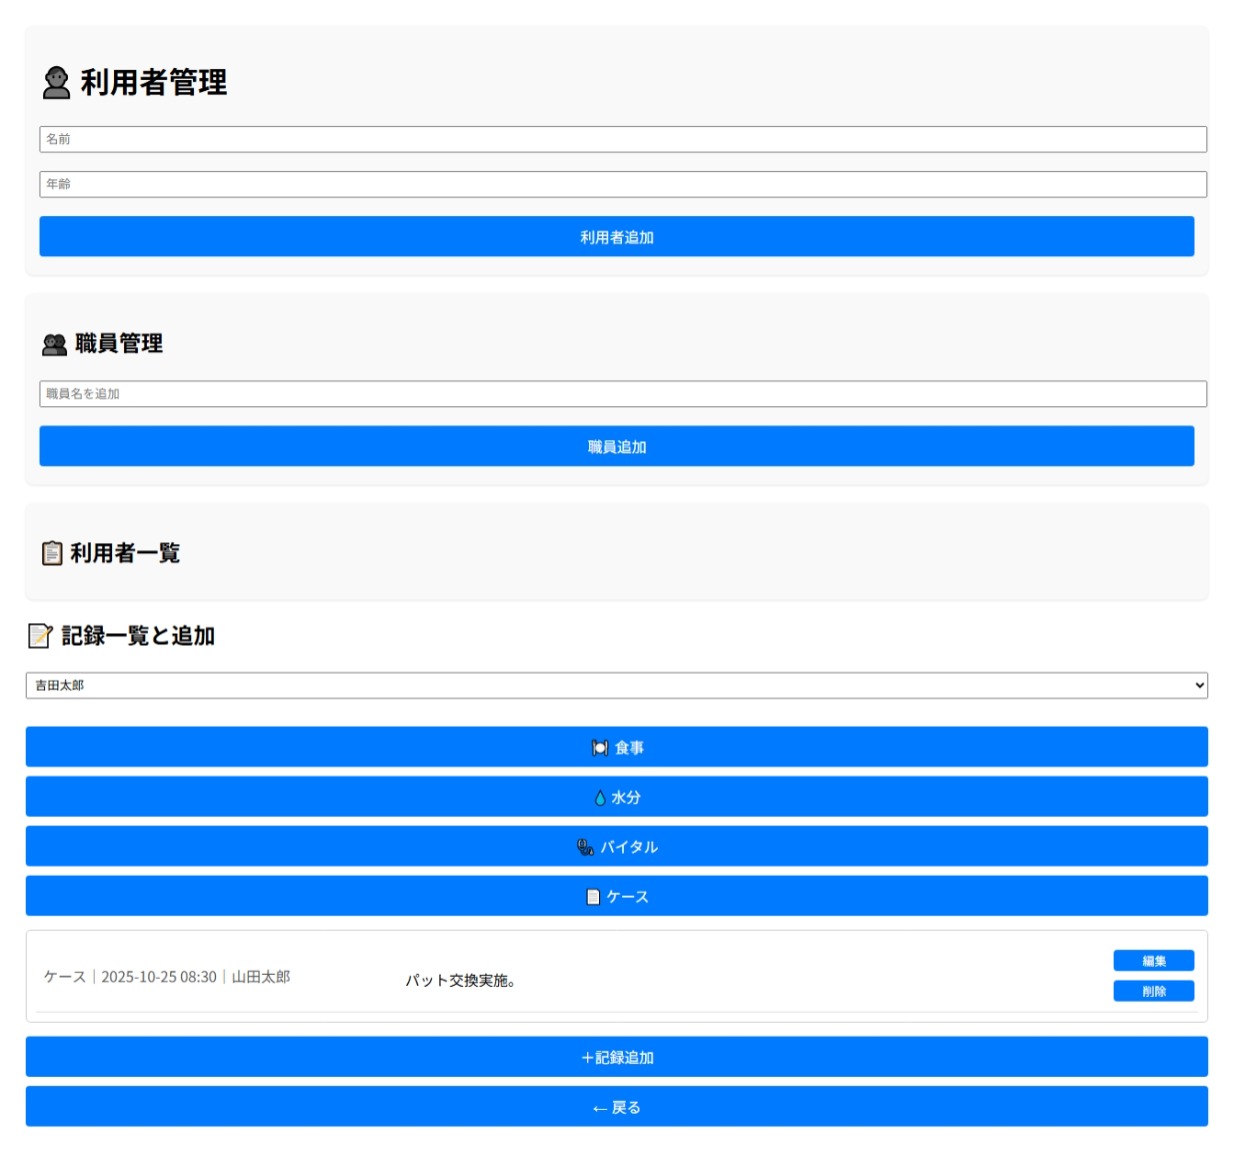 利用者管理
名前
年齢
利用者追加
職員管理
職員名を追加
職員追加
利用者一覧
記録一覧と追加
吉田太郎
食事
水分
バイタル
ケース
ケース｜2025-10-25 08:30｜山田太郎 パット交換実施。
編集
削除
＋記録追加
← 戻る